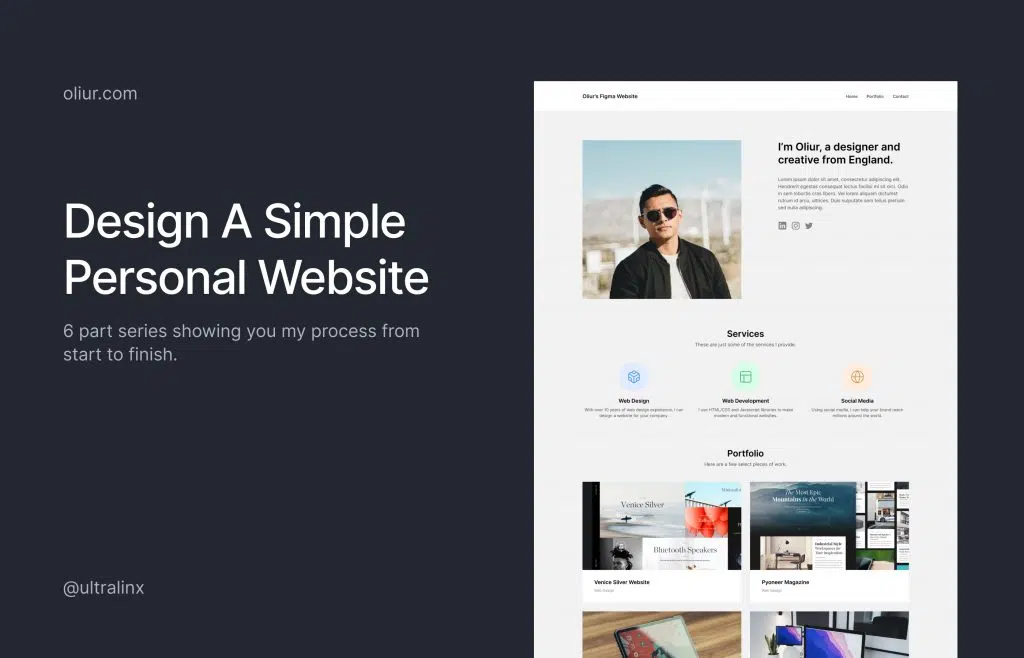 oliur.com
Design A Simple
Personal Website
6 part series showing you my process from
start to finish.
@ultralinx
Oliur's Figma Website
Home
Portfolio
Contact
I'm Oliur, a designer and
creative from England.
Lorem ipsum dolor sit amet, consectetur adipiscing elit.
Hendrerit egestas consequat lectus facilisi mi sit orci. Odio
in sem lobortis cras libero. Vel lorem aliquam dictumst
rutrum id arcu, ultrices. Duis vulputate sem tellus pretium
sed nulla adipiscing.
Services
These are just some of the services I provide.
Web Design
With over 10 years of web design experience, I can
design a website for your company.
Web Development
I use HTML/CSS and Javascript libraries to make
modern and functional websites.
Social Media
Using social media, I can help your brand reach
millions around the world.
Portfolio
Here are a few select pieces of work.
Venice Silver
Bluetooth Speakers
Venice Silver Website
Web Design
The Most Epic
Mountains in the World
Industrial Style
Workspaces for
Your Inspiration
Pyoneer Magazine
Web Design